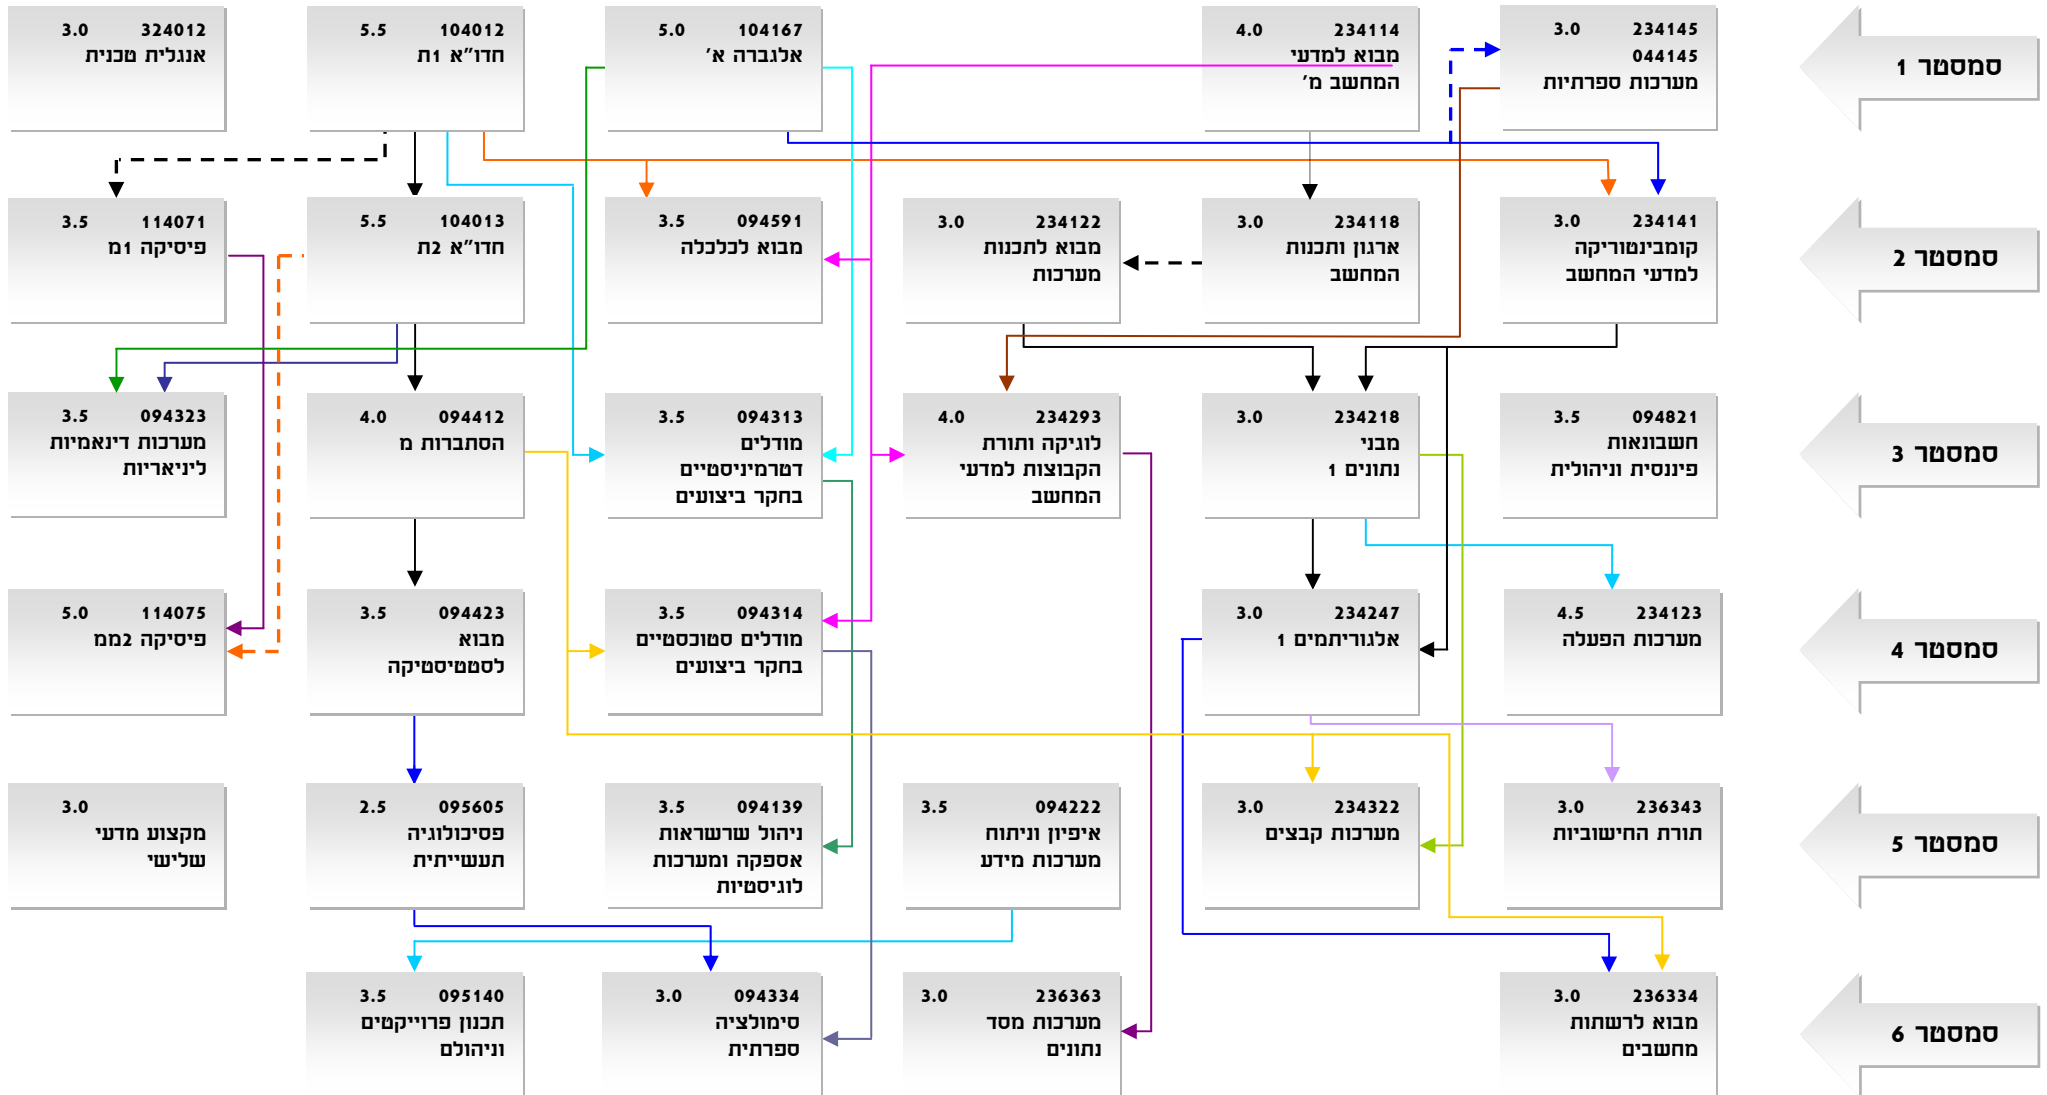 סמסטר 1
234145 3.0
044145
מערכות ספרתיות
234114 4.0
מבוא למדעי
המחשב מ'
104167 5.0
אלגברה א'
104012 5.5
חדו"א 1ת
324012 3.0
אנגלית טכנית
סמסטר 2
234141 3.0
קומבינטוריקה
למדעי המחשב
234118 3.0
ארגון ותכנות
המחשב
234122 3.0
מבוא לתכנות
מערכות
094591 3.5
מבוא לכלכלה
104013 5.5
חדו"א 2ת
114071 3.5
פיסיקה 1מ
סמסטר 3
094821 3.5
חשבונאות
פיננסית וניהולית
234218 3.0
מבני
נתונים 1
234293 4.0
לוגיקה ותורת
הקבוצות למדעי
המחשב
094313 3.5
מודלים
דטרמיניסטיים
בחקר ביצועים
094412 4.0
הסתברות מ
094323 3.5
מערכות דינאמיות
ליניאריות
סמסטר 4
234123 4.5
מערכות הפעלה
234247 3.0
אלגוריתמים 1
094314 3.5
מודלים סטוכסטיים
בחקר ביצועים
094423 3.5
מבוא
לסטטיסטיקה
114075 5.0
פיסיקה 2ממ
סמסטר 5
236343 3.0
תורת החישוביות
234322 3.0
מערכות קבצים
094222 3.5
איפיון וניתוח
מערכות מידע
094139 3.5
ניהול שרשראות
אספקה ומערכות
לוגיסטיות
095605 2.5
פסיכולוגיה
תעשייתית
3.0
מקצוע מדעי
שלישי
סמסטר 6
236334 3.0
מבוא לרשתות
מחשבים
236363 3.0
מערכות מסד
נתונים
094334 3.0
סימולציה
ספרתית
095140 3.5
תכנון פרוייקטים
וניהולם